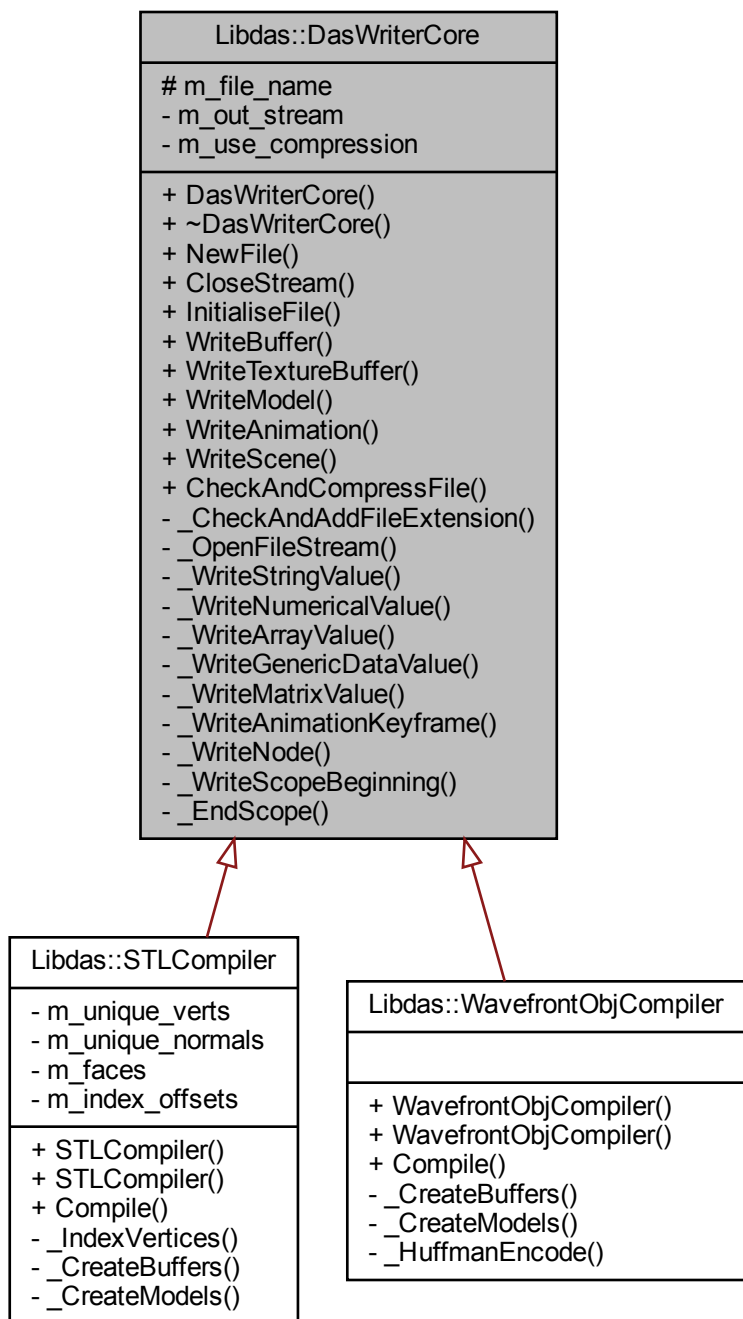 Libdas::DasWriterCore
# m_file_name
- m_out_stream
- m_use_compression
+ DasWriterCore()
+ ~DasWriterCore()
+ NewFile()
+ CloseStream()
+ InitialiseFile()
+ WriteBuffer()
+ WriteTextureBuffer()
+ WriteModel()
+ WriteAnimation()
+ WriteScene()
+ CheckAndCompressFile()
- _CheckAndAddFileExtension()
- _OpenFileStream()
- _WriteStringValue()
- _WriteNumericalValue()
- _WriteArrayValue()
- _WriteGenericDataValue()
- _WriteMatrixValue()
- _WriteAnimationKeyframe()
- _WriteNode()
- _WriteScopeBeginning()
- _EndScope()
Libdas::STLCompiler
- m_unique_verts
- m_unique_normals
- m_faces
- m_index_offsets
+ STLCompiler()
+ STLCompiler()
+ Compile()
- _IndexVertices()
- _CreateBuffers()
- _CreateModels()
Libdas::WavefrontObjCompiler
+ WavefrontObjCompiler()
+ WavefrontObjCompiler()
+ Compile()
- _CreateBuffers()
- _CreateModels()
- _HuffmanEncode()